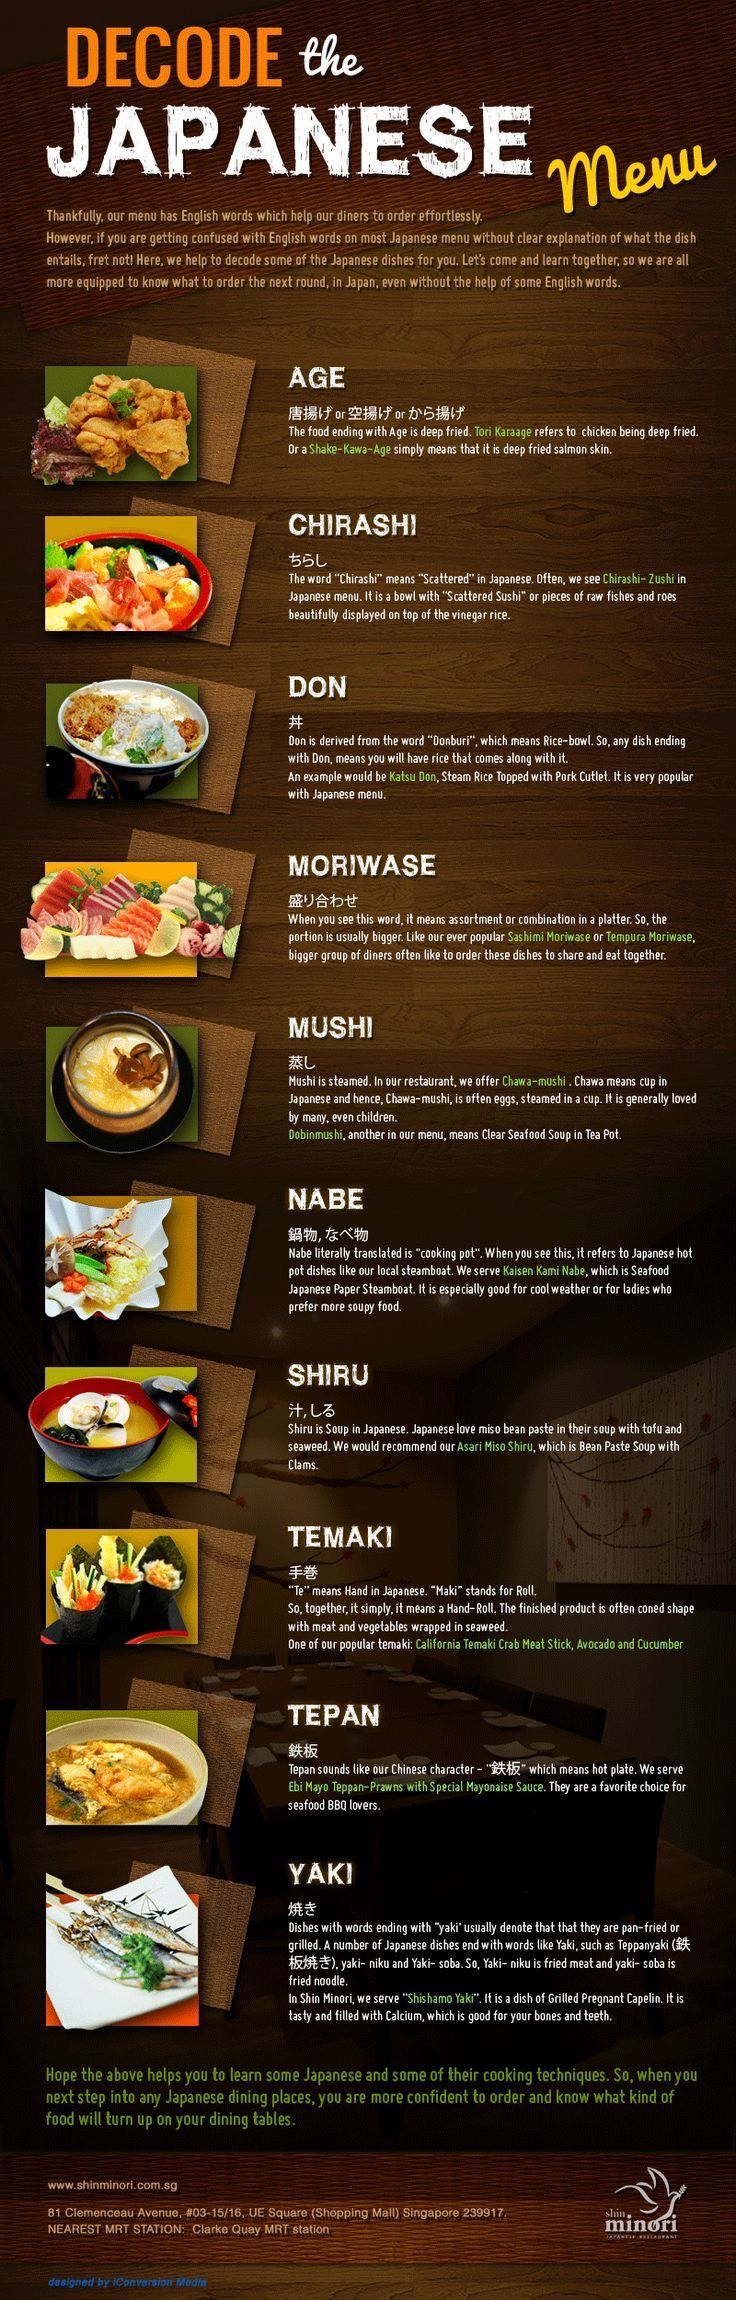 DECODE the
JAPANESE Menu
Thankfully, our menu has English words which help our diners to order effortlessly.
However, if you are getting confused with English words on most Japanese menu without clear explanation of what the dish
entails, fret not! Here, we help to decode some of the Japanese dishes for you. Let's come and learn together, so we are all
more equipped to know what to order the next round, in Japan, even without the help of some English words.
AGE
唐揚げ or 空揚げ or から揚げ
The food ending with Age is deep fried. Tori Karaage refers to chicken being deep fried.
Or a Shake-Kawa-Age simply means that it is deep fried salmon skin.
CHIRASHI
ちらし
The word "Chirashi" means "Scattered" in Japanese. Often, we see Chirashi- Zushi in
Japanese menu. It is a bowl with "Scattered Sushi" or pieces of raw fishes and roes
beautifully displayed on top of the vinegar rice.
DON
丼
Don is derived from the word "Donburi", which means Rice-bowl. So, any dish ending
with Don, means you will have rice that comes along with it.
An example would be Katsu Don, Steam Rice Topped with Pork Cutlet. It is very popular
with Japanese menu.
MORIWASE
盛り合わせ
When you see this word, it means assortment or combination in a platter. So, the
portion is usually bigger. Like our ever popular Sashimi Moriwase or Tempura Moriwase,
bigger group of diners often like to order these dishes to share and eat together.
MUSHI
蒸し
Mushi is steamed. In our restaurant, we offer Chawa-mushi . Chawa means cup in
Japanese and hence, Chawa-mushi, is often eggs, steamed in a cup. It is generally loved
by many, even children.
Dobinmushi, another in our menu, means Clear Seafood Soup in Tea Pot.
NABE
鍋物, なべ物
Nabe literally translated is "cooking pot". When you see this, it refers to Japanese hot
pot dishes like our local steamboat. We serve Kaisen Kami Nabe, which is Seafood
Japanese Paper Steamboat. It is especially good for cool weather or for ladies who
prefer more soupy food.
SHIRU
汁, しる
Shiru is Soup in Japanese. Japanese love miso bean paste in their soup with tofu and
seaweed. We would recommend our Asari Miso Shiru, which is Bean Paste Soup with
Clams.
TEMAKI
手巻
"Te" means Hand in Japanese. "Maki" stands for Roll.
So, together, it simply, it means a Hand-Roll. The finished product is often coned shape
with meat and vegetables wrapped in seaweed.
One of our popular temaki: California Temaki Crab Meat Stick, Avocado and Cucumber
TEPAN
鉄板
Tepan sounds like our Chinese character - "鉄板" which means hot plate. We serve
Ebi Mayo Teppan-Prawns with Special Mayonaise Sauce. They are a favorite choice for
seafood BBQ lovers.
YAKI
焼き
Dishes with words ending with "yaki' usually denote that that they are pan-fried or
grilled. A number of Japanese dishes end with words like Yaki, such as Teppanyaki (鉄
板焼き), yaki- niku and Yaki- soba. So, Yaki- niku is fried meat and yaki- soba is
fried noodle.
In Shin Minori, we serve "Shishamo Yaki". It is a dish of Grilled Pregnant Capelin. It is
tasty and filled with Calcium, which is good for your bones and teeth.
Hope the above helps you to learn some Japanese and some of their cooking techniques. So, when you
next step into any Japanese dining places, you are more confident to order and know what kind of
food will turn up on your dining tables.
www.shinminori.com.sg
81 Clemenceau Avenue, #03-15/16, UE Square (Shopping Mall) Singapore 239917.
NEAREST MRT STATION: Clarke Quay MRT station
shin
minori
JAPANESE RESTAURANT
designed by iConversion Media